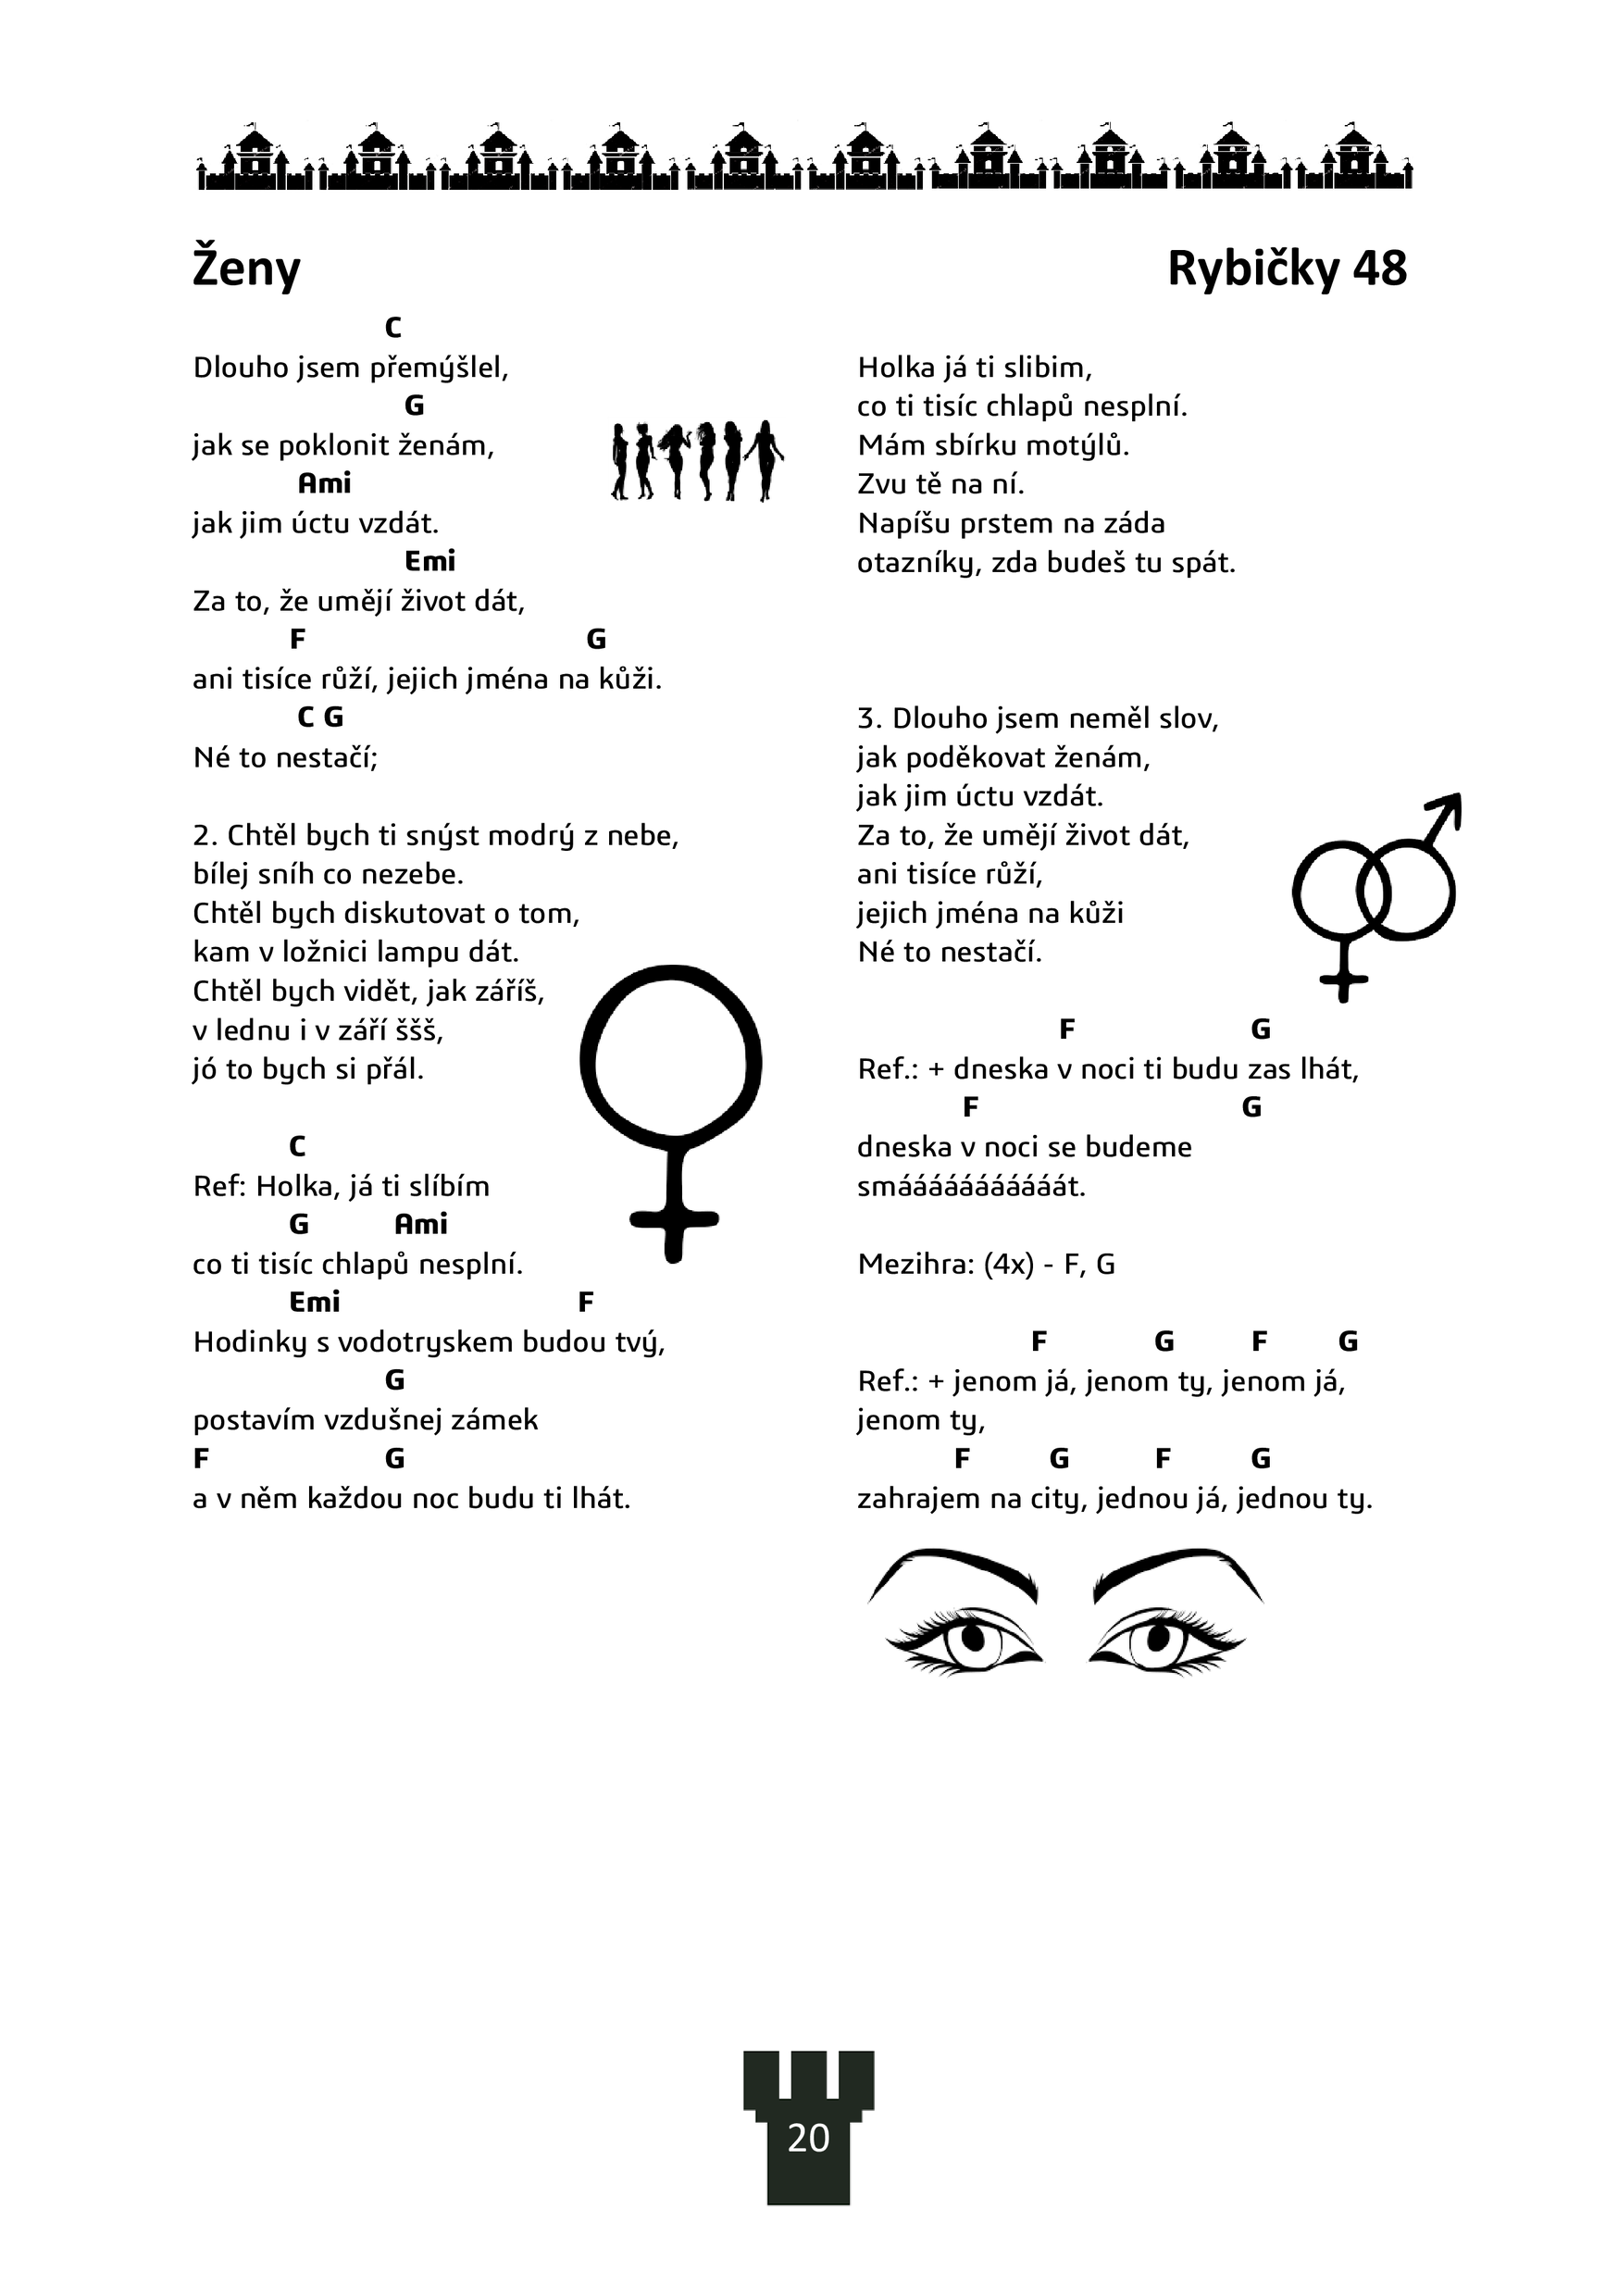 Ženy
Rybičky 48
C
Dlouho jsem přemýšlel,
G
jak se poklonit ženám,
Ami
jak jim úctu vzdát.
Emi
Za to, že umějí život dát,
F G
ani tisíce růží, jejich jména na kůži.
C G
Né to nestačí;
2. Chtěl bych ti snýst modrý z nebe,
bílej sníh co nezebe.
Chtěl bych diskutovat o tom,
kam v ložnici lampu dát.
Chtěl bych vidět, jak záříš,
v lednu i v září ššš,
jó to bych si přál.
C
Ref: Holka, já ti slíbím
G Ami
co ti tisíc chlapů nesplní.
Emi F
Hodinky s vodotryskem budou tvý,
G
postavím vzdušnej zámek
F G
a v něm každou noc budu ti lhát.
Holka já ti slibim,
co ti tisíc chlapů nesplní.
Mám sbírku motýlů.
Zvu tě na ní.
Napíšu prstem na záda
otazníky, zda budeš tu spát.
3. Dlouho jsem neměl slov,
jak poděkovat ženám,
jak jim úctu vzdát.
Za to, že umějí život dát,
ani tisíce růží,
jejich jména na kůži
Né to nestačí.
F G
Ref.: + dneska v noci ti budu zas lhát,
F G
dneska v noci se budeme
smáááááááááát.
Mezihra: (4x) - F, G
F G F G
Ref.: + jenom já, jenom ty, jenom já,
jenom ty,
F G F G
zahrajem na city, jednou já, jednou ty.
20